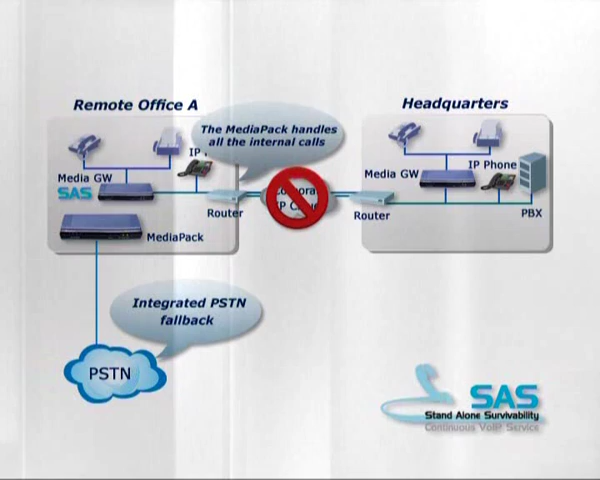 Remote Office A
Headquarters
The MediaPack handles
all the internal calls
IP
Media GW
SAS
Router
MediaPack
IP Phone
Media GW
Router
PBX
Integrated PSTN
fallback
PSTN
SAS
Stand Alone Survivability
Continuous VoIP Service